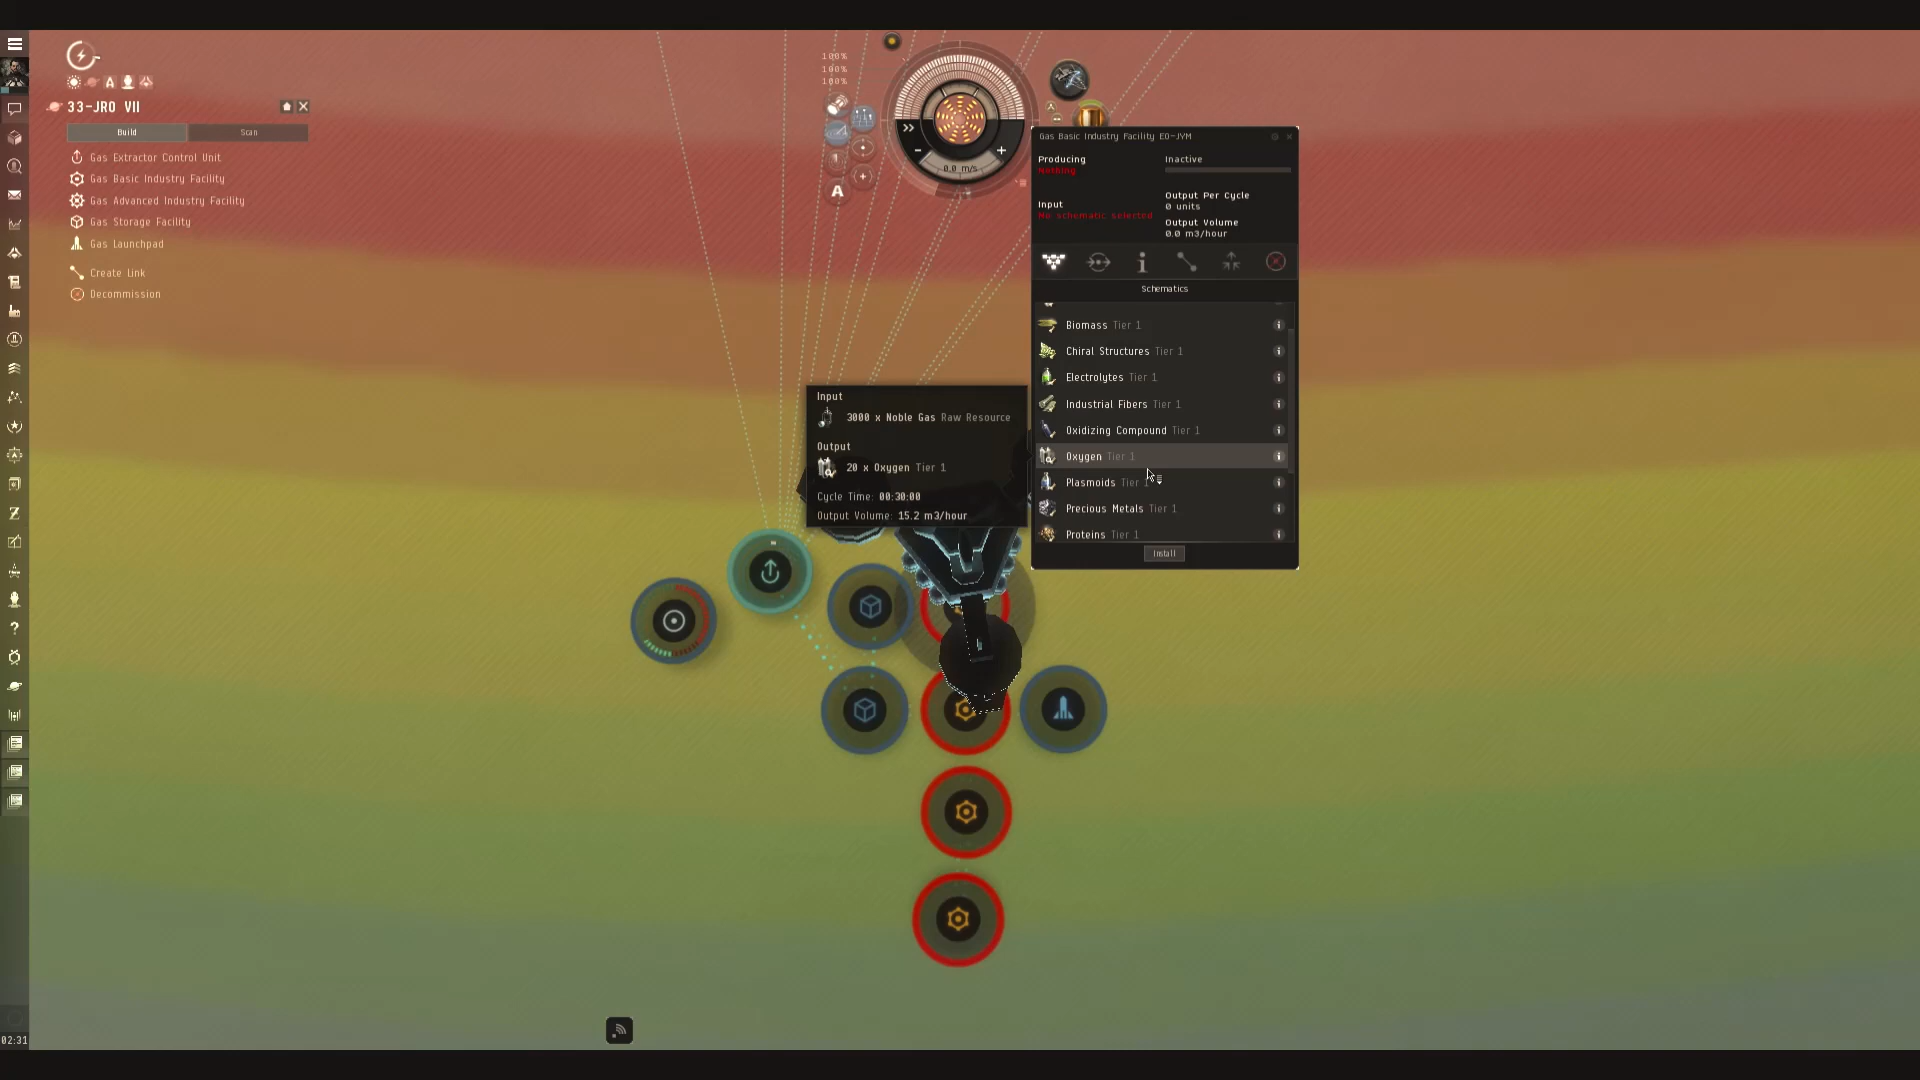 100%
100%
100%
33-JRO VII
Build
Scan
Gas Extractor Control Unit
Gas Basic Industry Facility
Gas Advanced Industry Facility
Gas Storage Facility
Gas Launchpad
Create Link
Decommission
A
A
0.0 m/s
Gas Basic Industry Facility EO-JYM
Producing
Nothing
Inactive
Input
No schematic selected
Output Per Cycle
0 units
Output Volume
0.0 m3/hour
Schematics
Biomass Tier 1
Chiral Structures Tier 1
Electrolytes Tier 1
Industrial Fibers Tier 1
Oxidizing Compound Tier 1
Oxygen Tier 1
Plasmoids Tier 1
Precious Metals Tier 1
Proteins Tier 1
Install
Input
3000 x Noble Gas Raw Resource
Output
20 x Oxygen Tier 1
Cycle Time: 00:30:00
Output Volume: 15.2 m3/hour
02:31